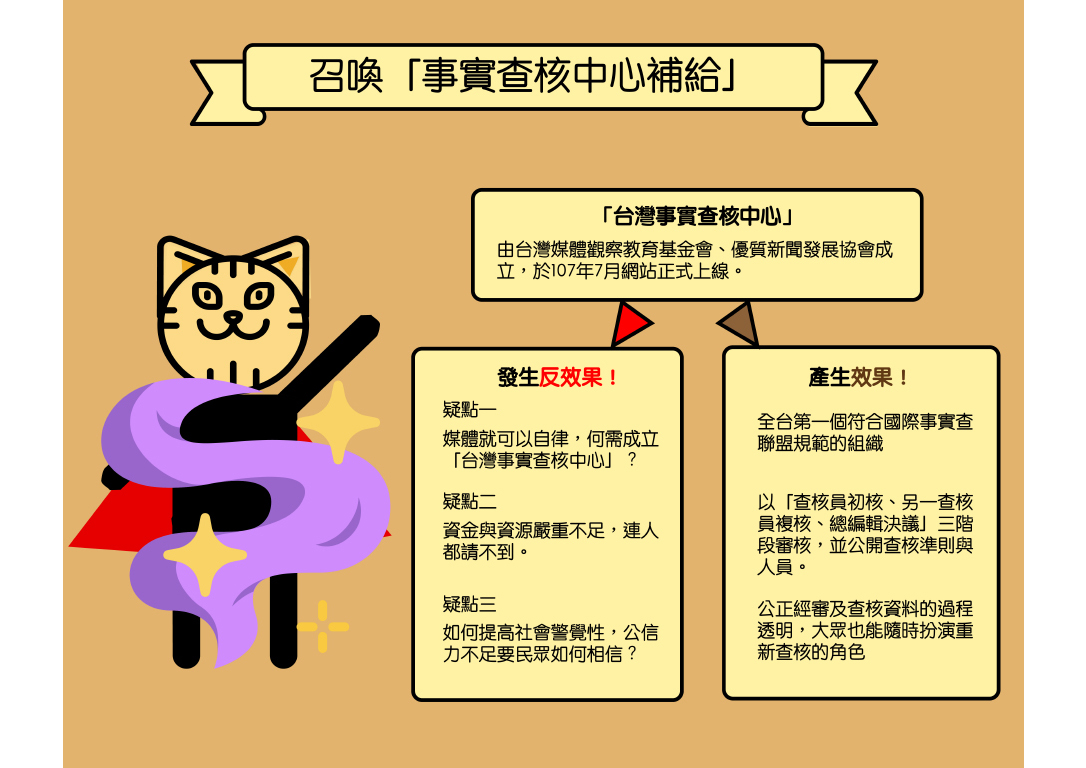 召喚「事實查核中心補給」
「台灣事實查核中心」
由台灣媒體觀察教育基金會、優質新聞發展協會成
立，於107年7月網站正式上線。
發生反效果！
疑點一
媒體就可以自律，何需成立
「台灣事實查核中心」？
疑點二
資金與資源嚴重不足，連人
都請不到。
疑點三
如何提高社會警覺性，公信
力不足要民眾如何相信？
產生效果！
全台第一個符合國際事實查
聯盟規範的組織
以「查核員初核、另一查核
員複核、總編輯決議」三階
段審核，並公開查核準則與
人員。
公正經審及查核資料的過程
透明，大眾也能隨時扮演重
新查核的角色